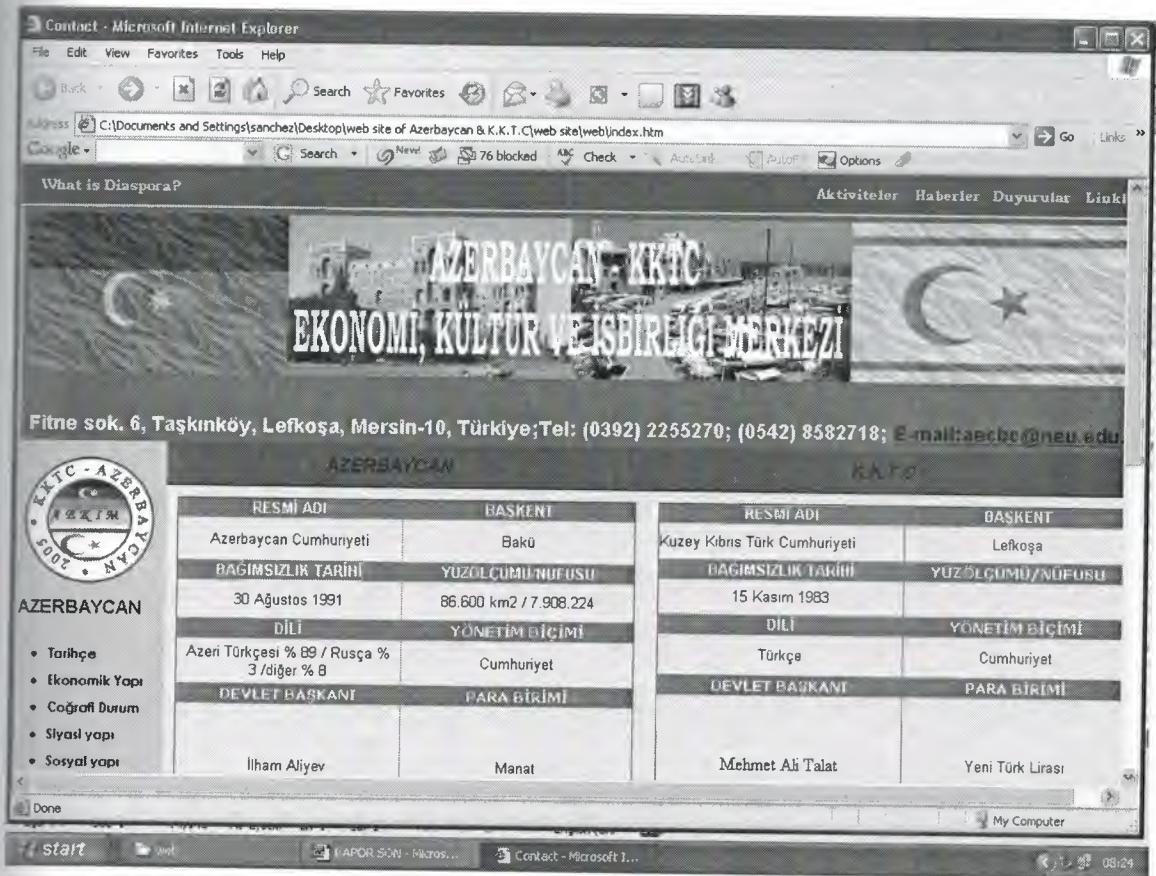 Contact - Microsoft Internet Explorer
File Edit View Favorites Tools Help
Back Search Favorites
Address C:\Documents and Settings\sanchez\Desktop\web site of Azerbaycan & K.K.T.C\web site\web\index.htm Go Links »
Google Search New! 76 blocked ABC Check AutoLink AutoFill Options
What is Diaspora? Aktiviteler Haberler Duyurular Linkl
AZERBAYCAN - KKTC
EKONOMİ, KÜLTÜR VE ISBİRLİĞİ MERKEZİ
Fitne sok. 6, Taşkınköy, Lefkoşa, Mersin-10, Türkiye;Tel: (0392) 2255270; (0542) 8582718; E-mail:aecbc@neu.edu.
KKTC - AZERBAYCAN
2005
AZERBAYCAN K.K.T.C
RESMİ ADI BAŞKENT RESMİ ADI BAŞKENT
Azerbaycan Cumhuriyeti Bakü Kuzey Kıbrıs Türk Cumhuriyeti Lefkoşa
BAĞIMSIZLIK TARİHİ YÜZÖLÇÜMÜ/NÜFUSU BAĞIMSIZLIK TARİHİ YÜZÖLÇÜMÜ/NÜFUSU
30 Ağustos 1991 86.600 km2 / 7.908.224 15 Kasım 1983
DİLİ YÖNETİM BİÇİMİ DİLİ YÖNETİM BİÇİMİ
Azeri Türkçesi % 89 / Rusça %
3 /diğer % 8 Cumhuriyet Türkçe Cumhuriyet
DEVLET BAŞKANI PARA BİRİMİ DEVLET BAŞKANI PARA BİRİMİ
İlham Aliyev Manat Mehmet Ali Talat Yeni Türk Lirası
AZERBAYCAN
Tarihçe
Ekonomik Yapı
Coğrafi Durum
Siyasi yapı
Sosyal yapı
Done My Computer
start web RAPOR SON - Micros... Contact - Microsoft I... 08:24